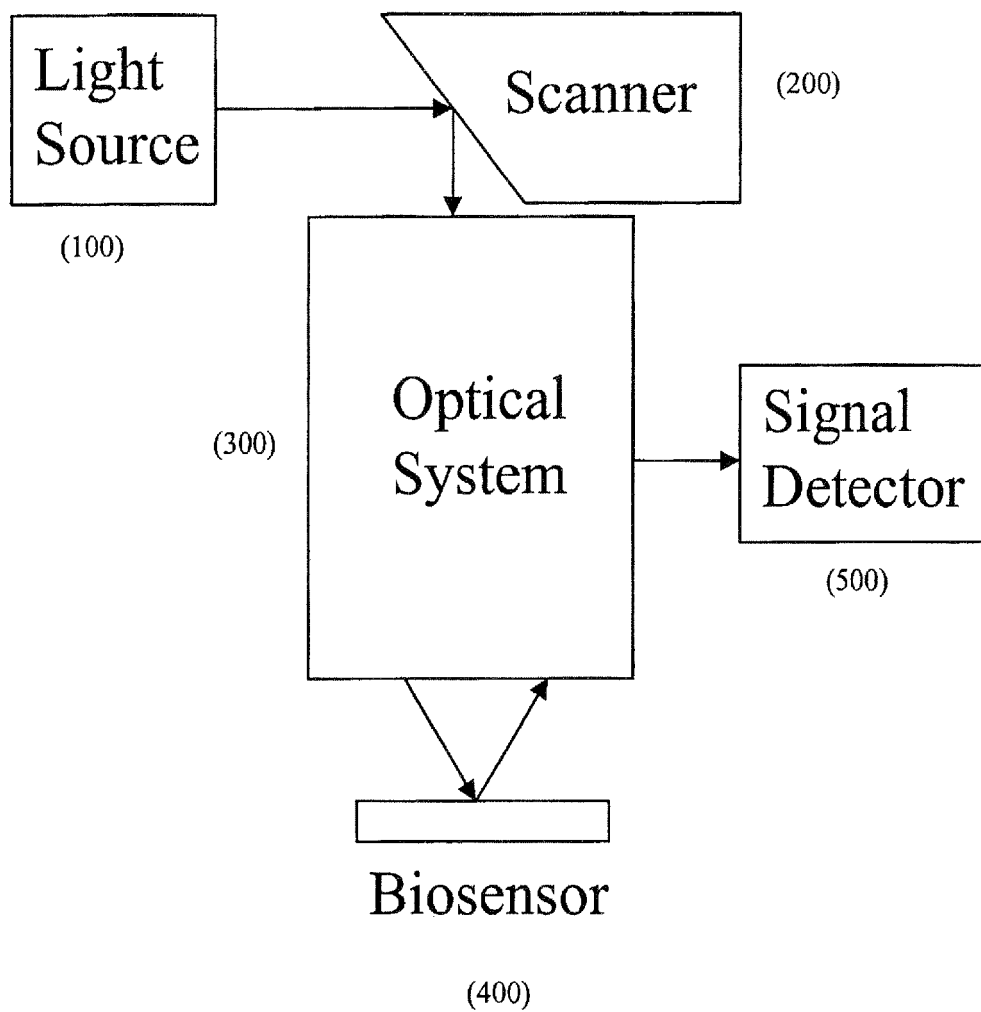 Light
Source
(100)
Scanner
(200)
Optical
System
(300)
Signal
Detector
(500)
Biosensor
(400)